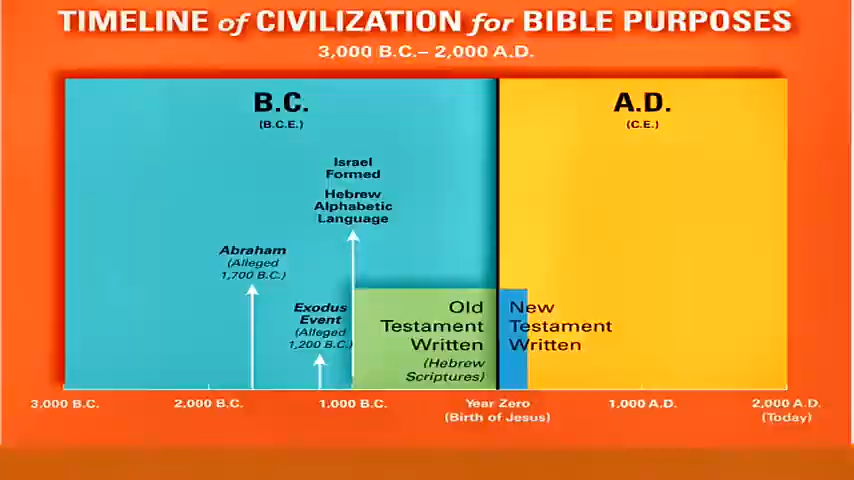 TIMELINE of CIVILIZATION for BIBLE PURPOSES
3,000 B.C.– 2,000 A.D.
B.C.
(B.C.E.)
A.D.
(C.E.)
Israel
Formed
Hebrew
Alphabetic
Language
Abraham
(Alleged
1,700 B.C.)
Exodus
Event
(Alleged
1,200 B.C.)
Old
Testament
Written
(Hebrew
Scriptures)
New
Testament
Written
3,000 B.C.
2,000 B.C.
1,000 B.C.
Year Zero
(Birth of Jesus)
1,000 A.D.
2,000 A.D.
(Today)